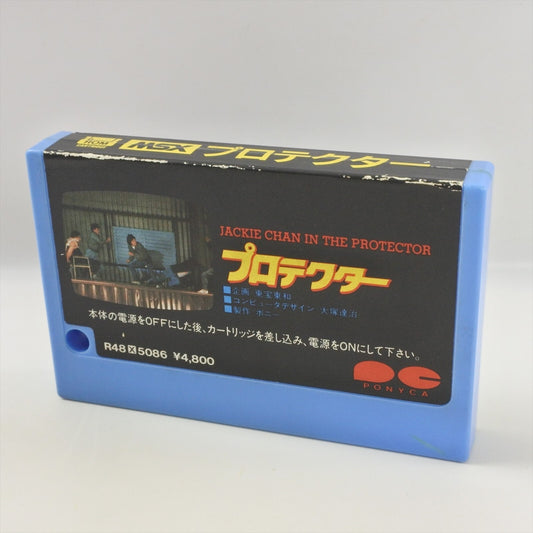 ROM
MSX プロテクター
JACKIE CHAN IN THE PROTECTOR
プロテクター
■企画 東宝東和
■コンピュータデザイン 大塚達治
■製作 ポニー
本体の電源をOFFにした後、カートリッジを差し込み、電源をONにして下さい。
R48X5086 ¥4,800
PONYCA